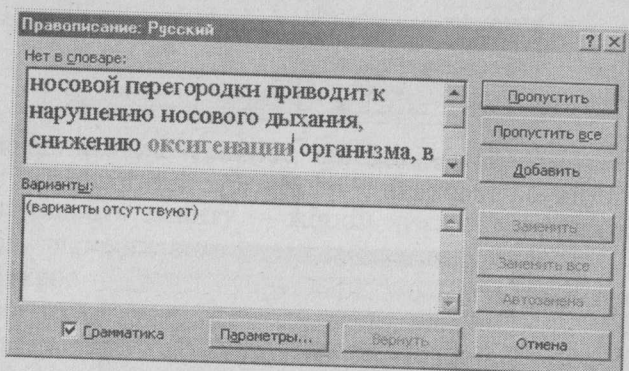 Правописание: Русский
Нет в словаре:
носовой перегородки приводит к
нарушению носового дыхания,
снижению оксигенации организма, в
Пропустить
Пропустить все
Добавить
Варианты:
(варианты отсутствуют)
Заменить
Заменить все
Автозамена
Грамматика
Параметры...
Вернуть
Отмена